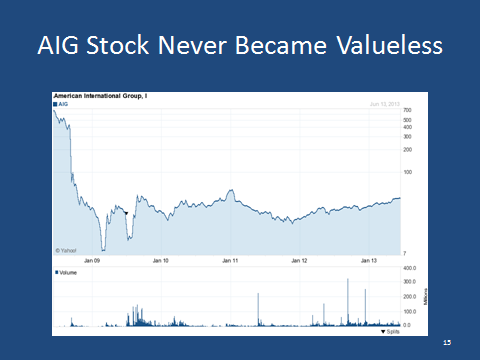 AIG Stock Never Became Valueless
American International Group, I
AIG
Jun 10, 2013
700
500
400
300
200
100
7
© Yahoo!
Jan 09 Jan 10 Jan 11 Jan 12 Jan 13
Volume
400.0
300.0
200.0
100.0
0.0
Millions
Splits
15